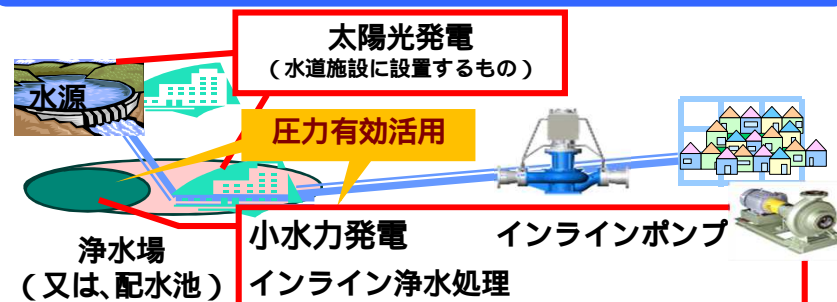 太陽光発電
（水道施設に設置するもの）
水源
圧力有効活用
小水力発電
インラインポンプ
浄水場
（又は、配水池）
インライン浄水処理